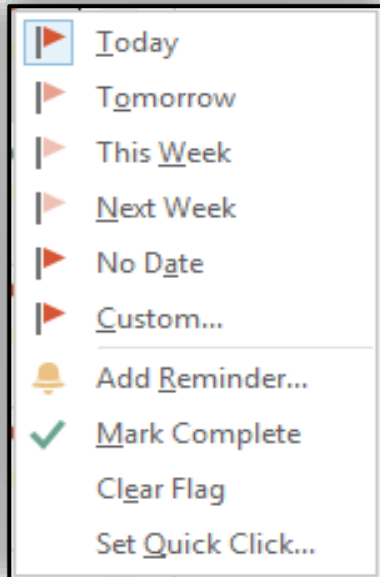 Today
Tomorrow
This Week
Next Week
No Date
Custom...
Add Reminder...
Mark Complete
Clear Flag
Set Quick Click...